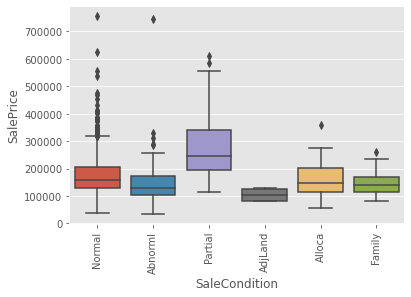 700000
600000
500000
400000
300000
200000
100000
0
SalePrice
Normal
Abnorml
Partial
AdjLand
Alloca
Family
SaleCondition